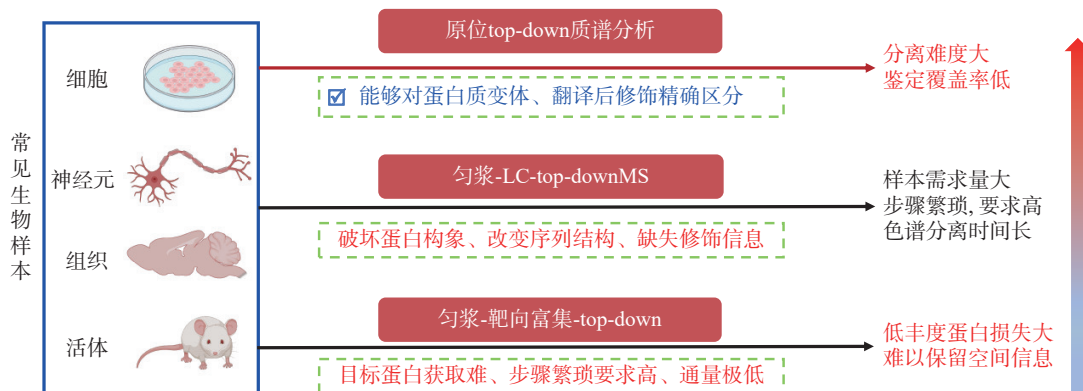 常见生物样本
细胞
神经元
组织
活体
原位top-down质谱分析
能够对蛋白质变体、翻译后修饰精确区分
分离难度大
鉴定覆盖率低
匀浆-LC-top-downMS
破坏蛋白构象、改变序列结构、缺失修饰信息
样本需求量大
步骤繁琐, 要求高
色谱分离时间长
匀浆-靶向富集-top-down
目标蛋白获取难、步骤繁琐要求高、通量极低
低丰度蛋白损失大
难以保留空间信息